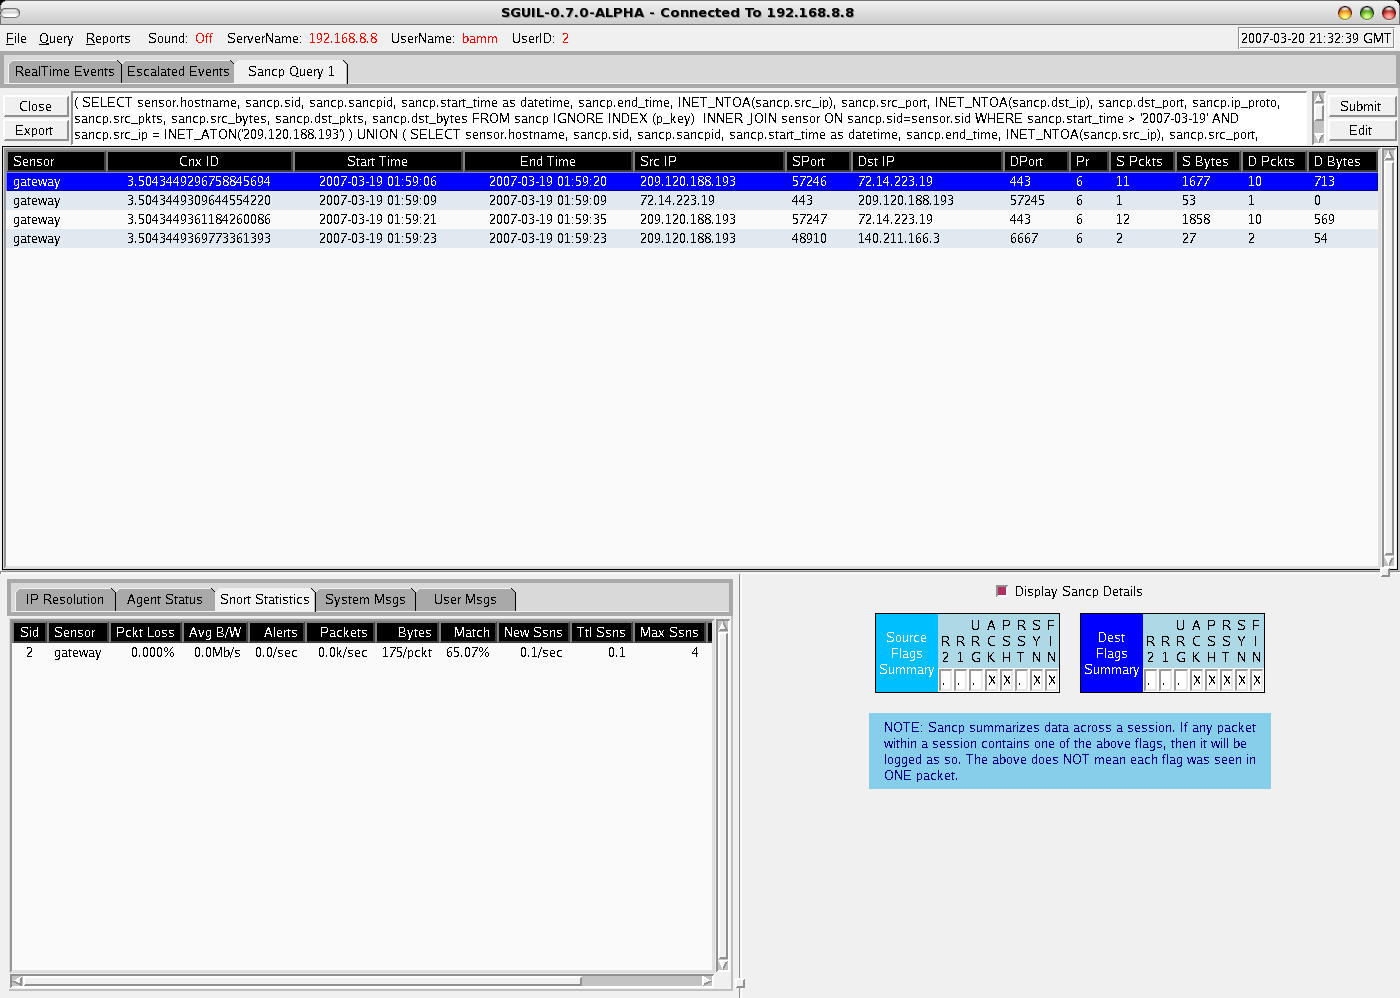 SGUIL-0.7.0-ALPHA - Connected To 192.168.8.8
File Query Reports Sound: Off ServerName: 192.168.8.8 UserName: bamm UserID: 2 2007-03-20 21:32:39 GMT
RealTime Events Escalated Events Sancp Query 1
Close
Export
( SELECT sensor.hostname, sancp.sid, sancp.sancpid, sancp.start_time as datetime, sancp.end_time, INET_NTOA(sancp.src_ip), sancp.src_port, INET_NTOA(sancp.dst_ip), sancp.dst_port, sancp.ip_proto,
sancp.src_pkts, sancp.src_bytes, sancp.dst_pkts, sancp.dst_bytes FROM sancp IGNORE INDEX (p_key)  INNER JOIN sensor ON sancp.sid=sensor.sid WHERE sancp.start_time > '2007-03-19' AND
sancp.src_ip = INET_ATON('209.120.188.193') ) UNION ( SELECT sensor.hostname, sancp.sid, sancp.sancpid, sancp.start_time as datetime, sancp.end_time, INET_NTOA(sancp.src_ip), sancp.src_port,
Submit
Edit
Sensor Cnx ID Start Time End Time Src IP SPort Dst IP DPort Pr S Pckts S Bytes D Pckts D Bytes
gateway 3.5043449296758845694 2007-03-19 01:59:06 2007-03-19 01:59:20 209.120.188.193 57246 72.14.223.19 443 6 11 1677 10 713
gateway 3.5043449309644554220 2007-03-19 01:59:09 2007-03-19 01:59:09 72.14.223.19 443 209.120.188.193 57245 6 1 53 1 0
gateway 3.5043449361184260086 2007-03-19 01:59:21 2007-03-19 01:59:35 209.120.188.193 57247 72.14.223.19 443 6 12 1858 10 569
gateway 3.5043449369773361393 2007-03-19 01:59:23 2007-03-19 01:59:23 209.120.188.193 48910 140.211.166.3 6667 6 2 27 2 54
IP Resolution Agent Status Snort Statistics System Msgs User Msgs
Sid Sensor Pckt Loss Avg B/W Alerts Packets Bytes Match New Ssns Ttl Ssns Max Ssns
2 gateway 0.000% 0.0Mb/s 0.0/sec 0.0k/sec 175/pckt 65.07% 0.1/sec 0.1 4
Display Sancp Details
Source Flags Summary
R2 R1 URG ACK PSH RST SYN FIN
. . . X X . X X
Dest Flags Summary
R2 R1 URG ACK PSH RST SYN FIN
. . . X X X X X
NOTE: Sancp summarizes data across a session. If any packet
within a session contains one of the above flags, then it will be
logged as so. The above does NOT mean each flag was seen in
ONE packet.